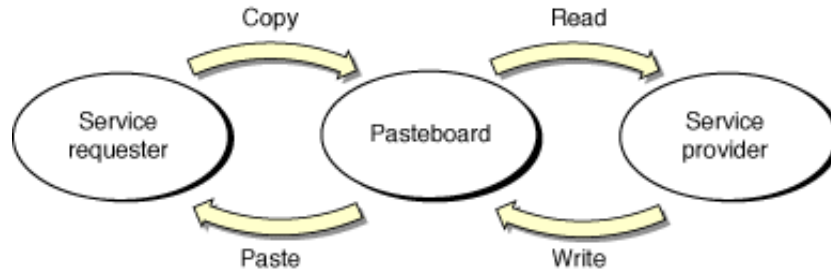 Copy
Read
Service
requester
Pasteboard
Service
provider
Paste
Write